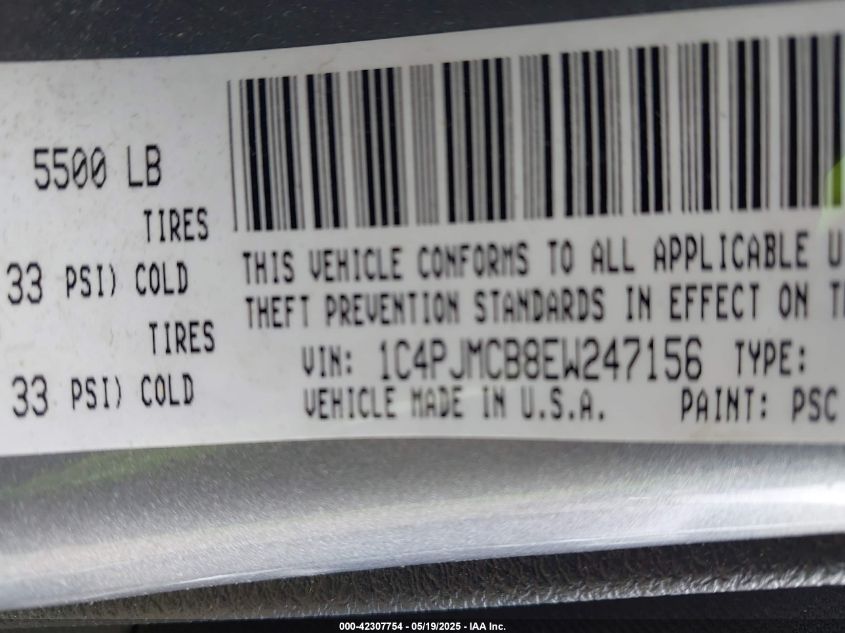 5500 LB
TIRES
33 PSI) COLD
TIRES
33 PSI) COLD
THIS VEHICLE CONFORMS TO ALL APPLICABLE U
THEFT PREVENTION STANDARDS IN EFFECT ON
VIN: 1C4PJMCB8EW247156 TYPE:
VEHICLE MADE IN U.S.A. PAINT: PSC
000-42307754 - 05/19/2025 - IAA Inc.